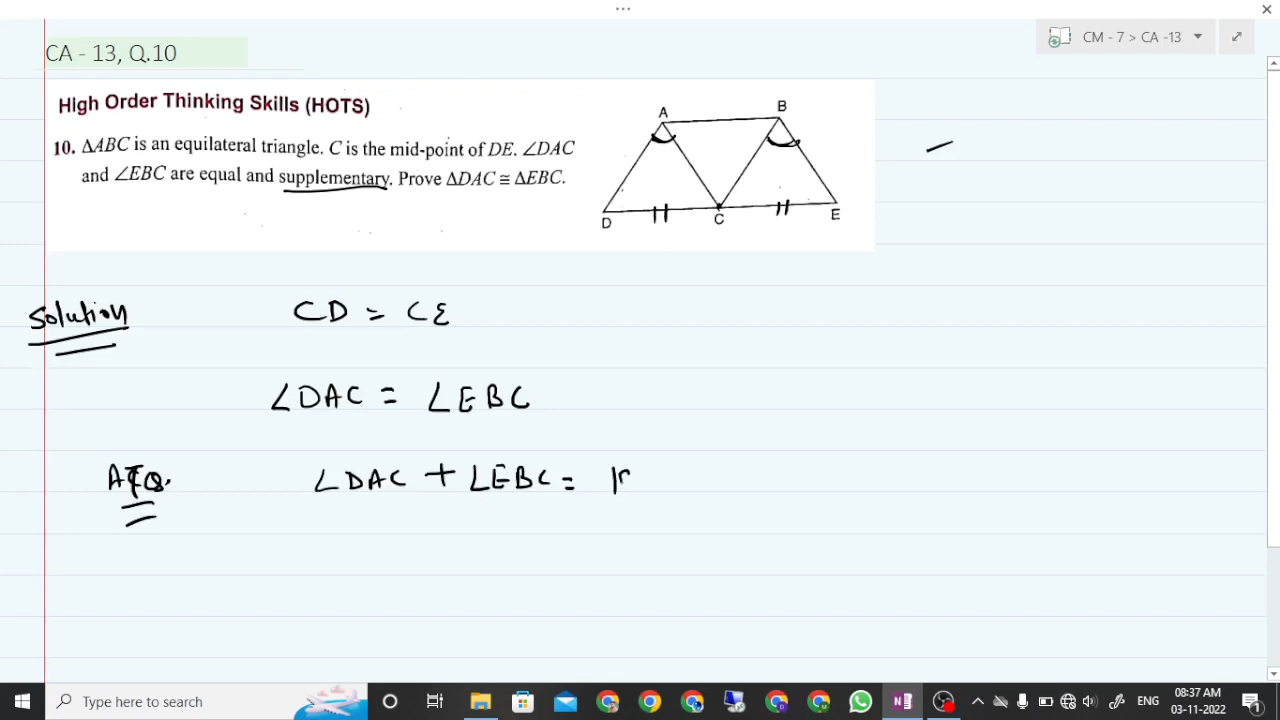 CM - 7 > CA -13
CA - 13, Q.10
High Order Thinking Skills (HOTS)
10. ΔABC is an equilateral triangle. C is the mid-point of DE. ∠DAC
and ∠EBC are equal and supplementary. Prove ΔDAC ≅ ΔEBC.
A B
D C E
Solution CD = CE
∠DAC = ∠EBC
ATQ. ∠DAC + ∠EBC =
Type here to search
ENG
08:37 AM
03-11-2022
1